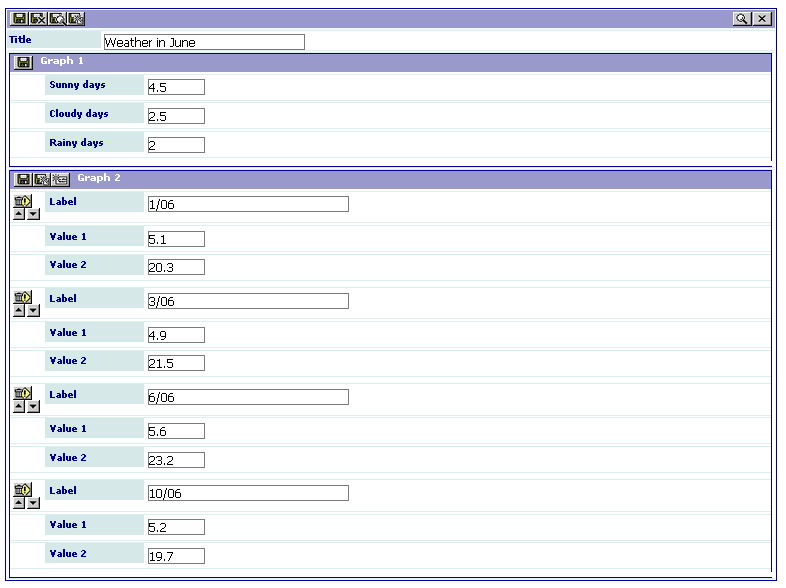 Title Weather in June
Graph 1
Sunny days 4.5
Cloudy days 2.5
Rainy days 2
Graph 2
Label 1/06
Value 1 5.1
Value 2 20.3
Label 3/06
Value 1 4.9
Value 2 21.5
Label 6/06
Value 1 5.6
Value 2 23.2
Label 10/06
Value 1 5.2
Value 2 19.7